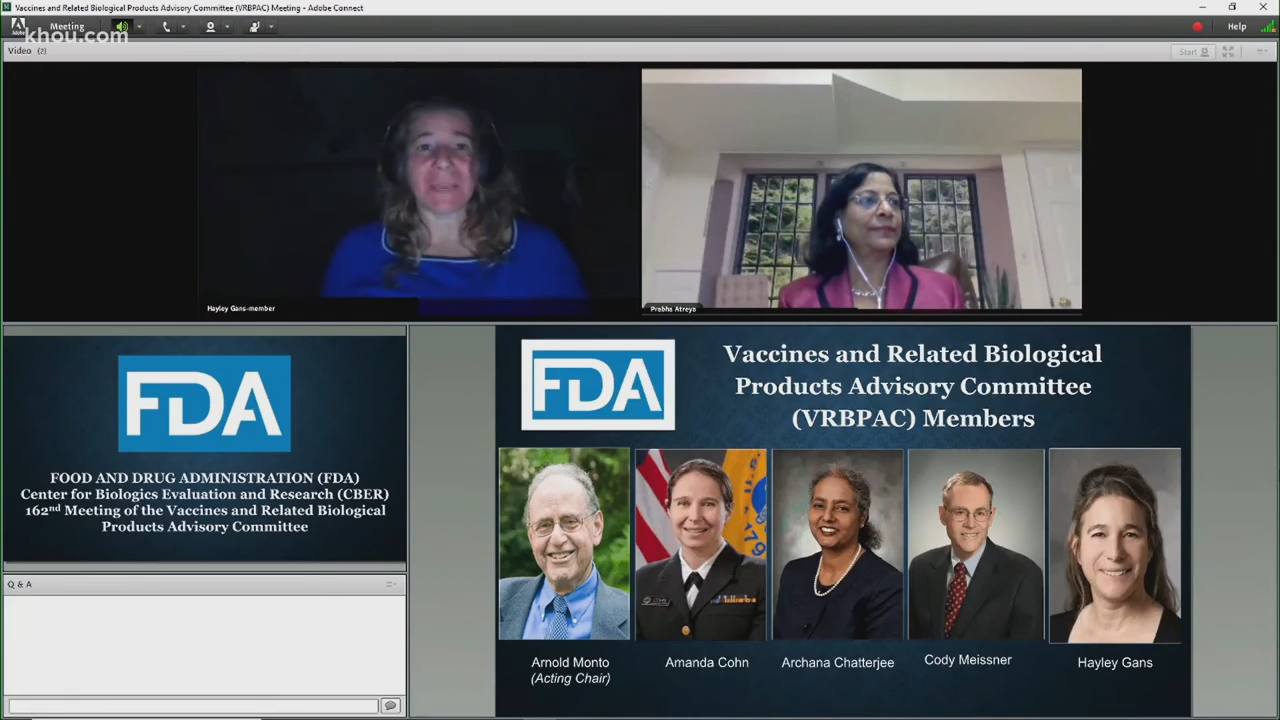 Vaccines and Related Biological Products Advisory Committee (VRBPAC) Meeting - Adobe Connect
Meeting
Help
khou.com
Video (2)
Start
Hayley Gans-member
Prabha Atreya
FDA
FOOD AND DRUG ADMINISTRATION (FDA)
Center for Biologics Evaluation and Research (CBER)
162nd Meeting of the Vaccines and Related Biological
Products Advisory Committee
Q & A
FDA
Vaccines and Related Biological
Products Advisory Committee
(VRBPAC) Members
Arnold Monto
(Acting Chair)
Amanda Cohn
Archana Chatterjee
Cody Meissner
Hayley Gans